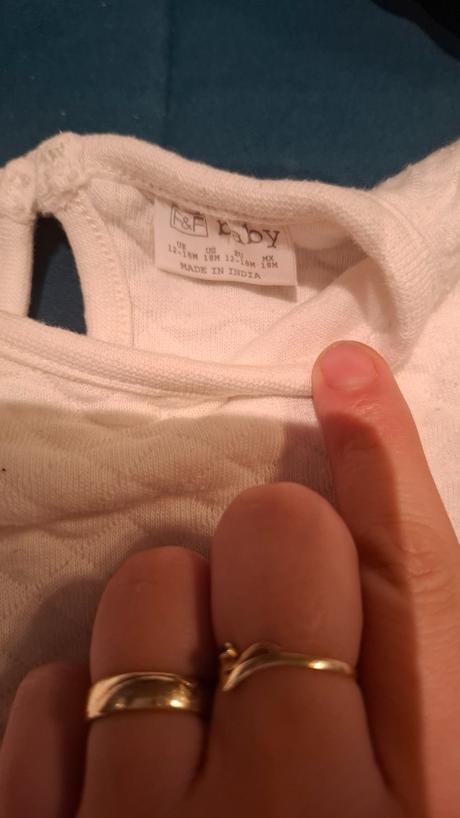 F&F baby
UK US EU MX
12-18M 18M 12-18M 18M
MADE IN INDIA